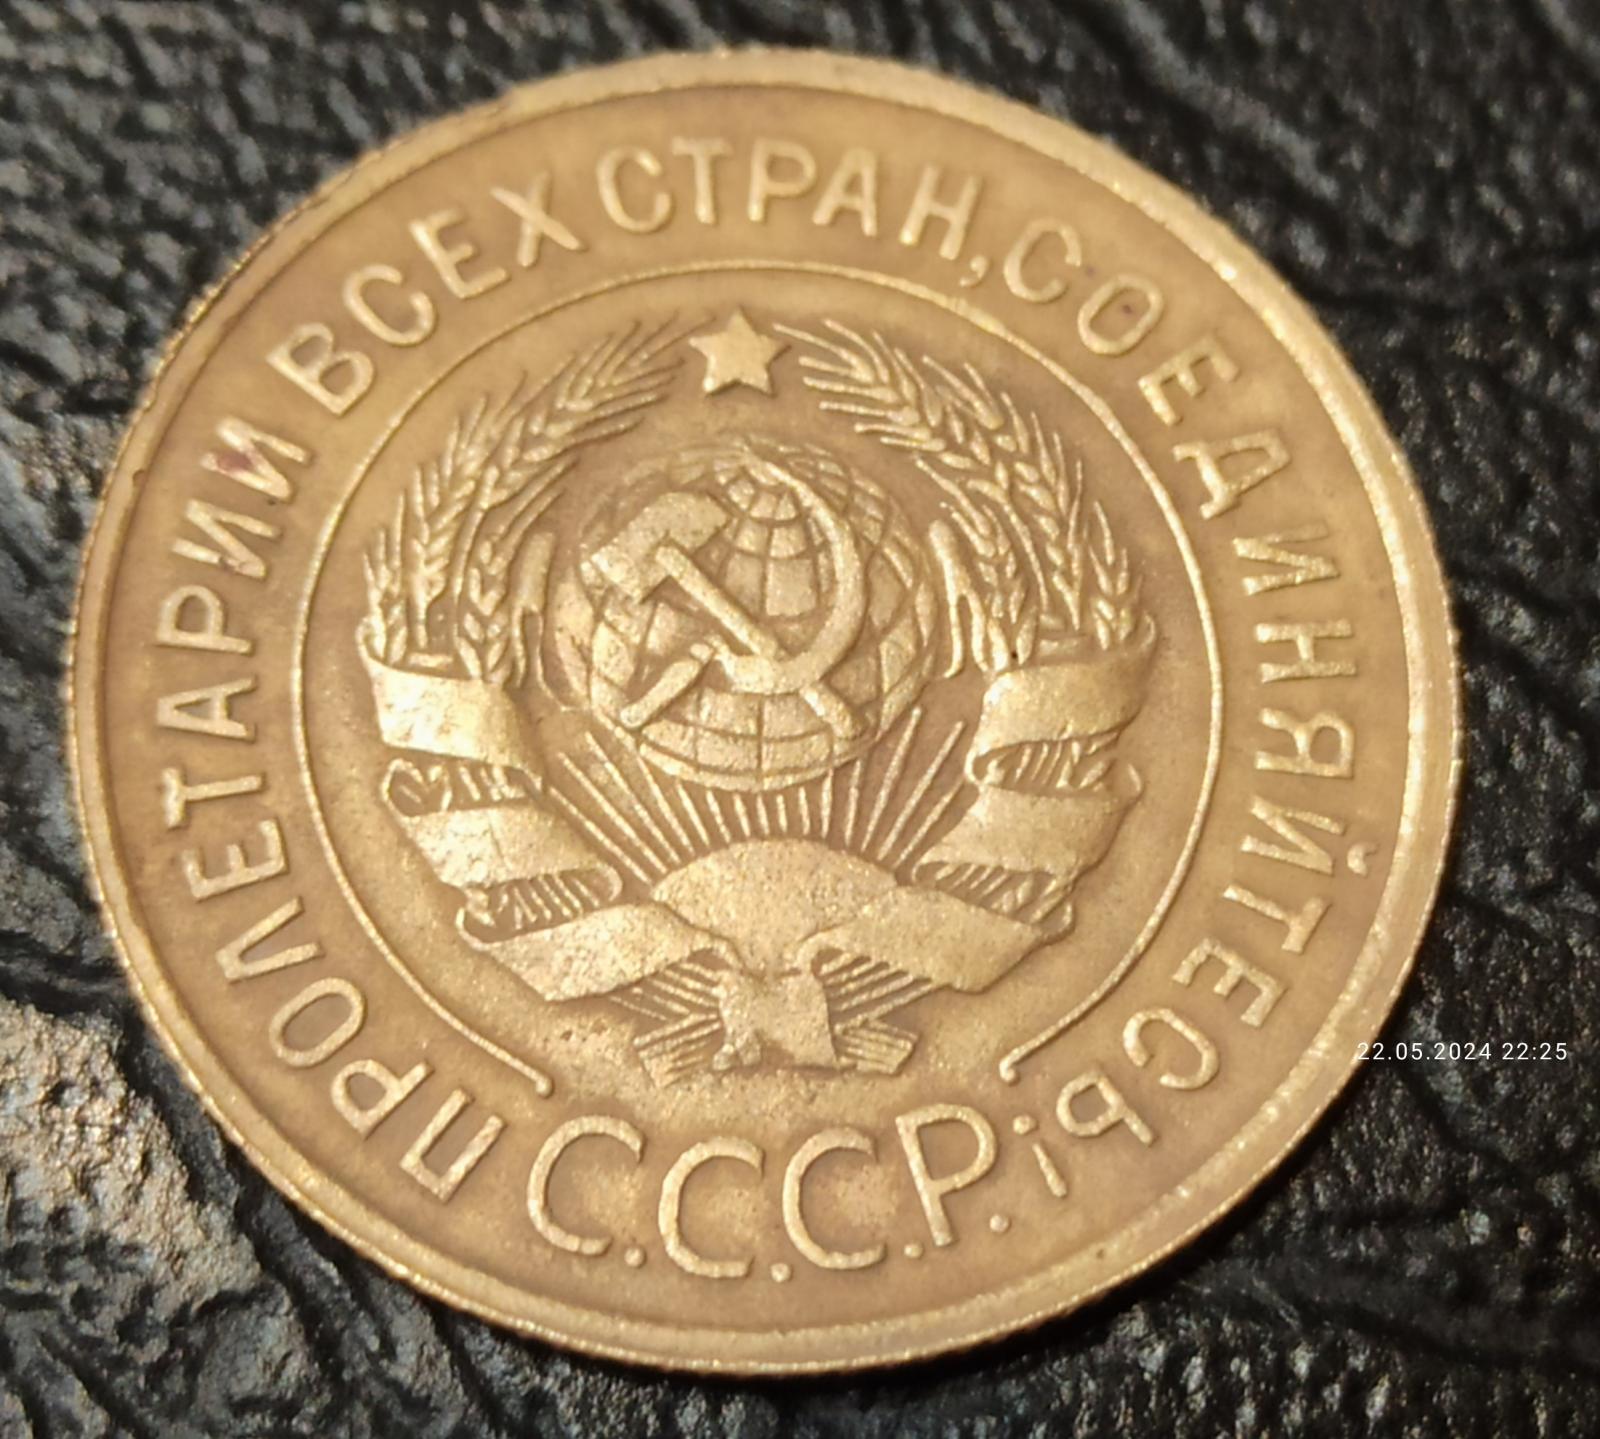 ПРОЛЕТАРИИ ВСЕХ СТРАН, СОЕДИНЯЙТЕСЬ!
С.С.С.Р.
22.05.2024 22:25